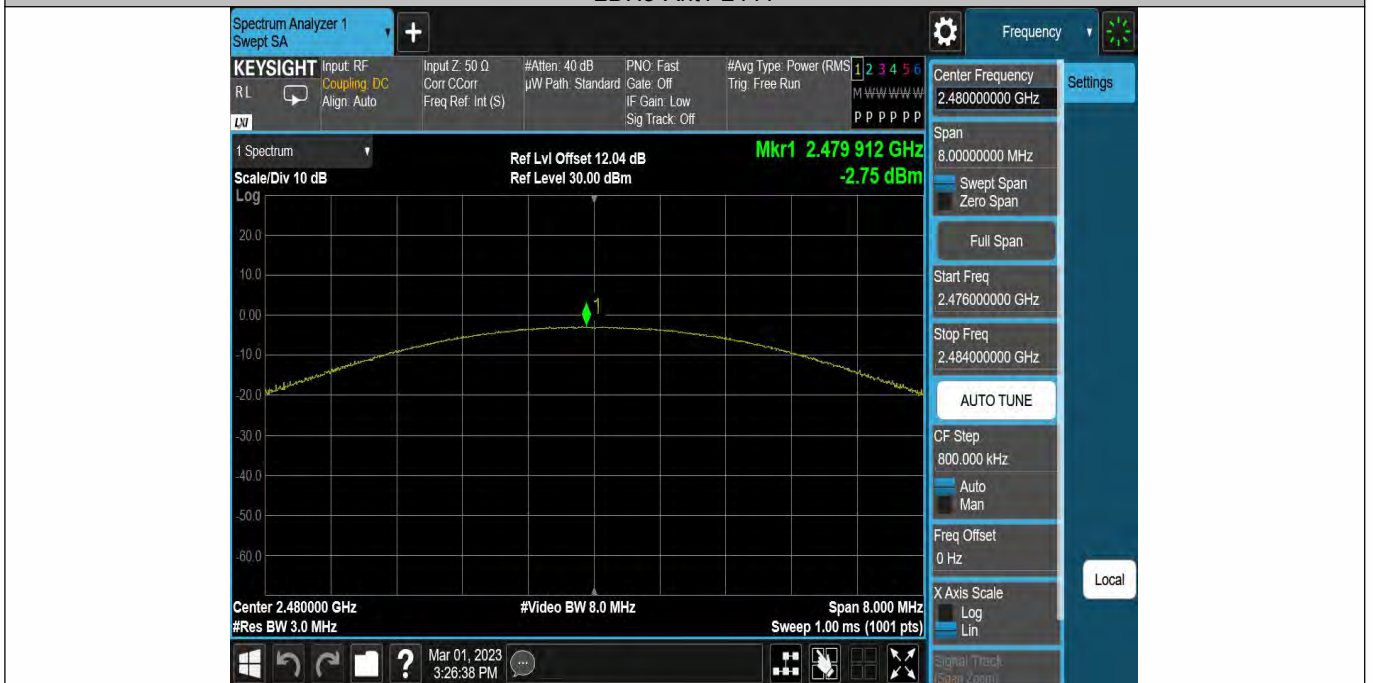 Spectrum Analyzer 1
Swept SA
+
Frequency
KEYSIGHT
RL
LXI
Input: RF
Coupling: DC
Align: Auto
Input Z: 50 Ω
Corr CCorr
Freq Ref: Int (S)
#Atten: 40 dB
µW Path: Standard
PNO: Fast
Gate: Off
IF Gain: Low
Sig Track: Off
#Avg Type: Power (RMS
Trig: Free Run
1 2 3 4 5 6
M W W W W W
P P P P P P
1 Spectrum
Scale/Div 10 dB
Ref Lvl Offset 12.04 dB
Ref Level 30.00 dBm
Mkr1 2.479 912 GHz
-2.75 dBm
Log
20.0
10.0
0.00
-10.0
-20.0
-30.0
-40.0
-50.0
-60.0
1
Center 2.480000 GHz
#Res BW 3.0 MHz
#Video BW 8.0 MHz
Span 8.000 MHz
Sweep 1.00 ms (1001 pts)
Center Frequency
2.480000000 GHz
Settings
Span
8.00000000 MHz
Swept Span
Zero Span
Full Span
Start Freq
2.476000000 GHz
Stop Freq
2.484000000 GHz
AUTO TUNE
CF Step
800.000 kHz
Auto
Man
Freq Offset
0 Hz
X Axis Scale
Log
Lin
Signal Track
(Span Zoom)
Local
?
Mar 01, 2023
3:26:38 PM